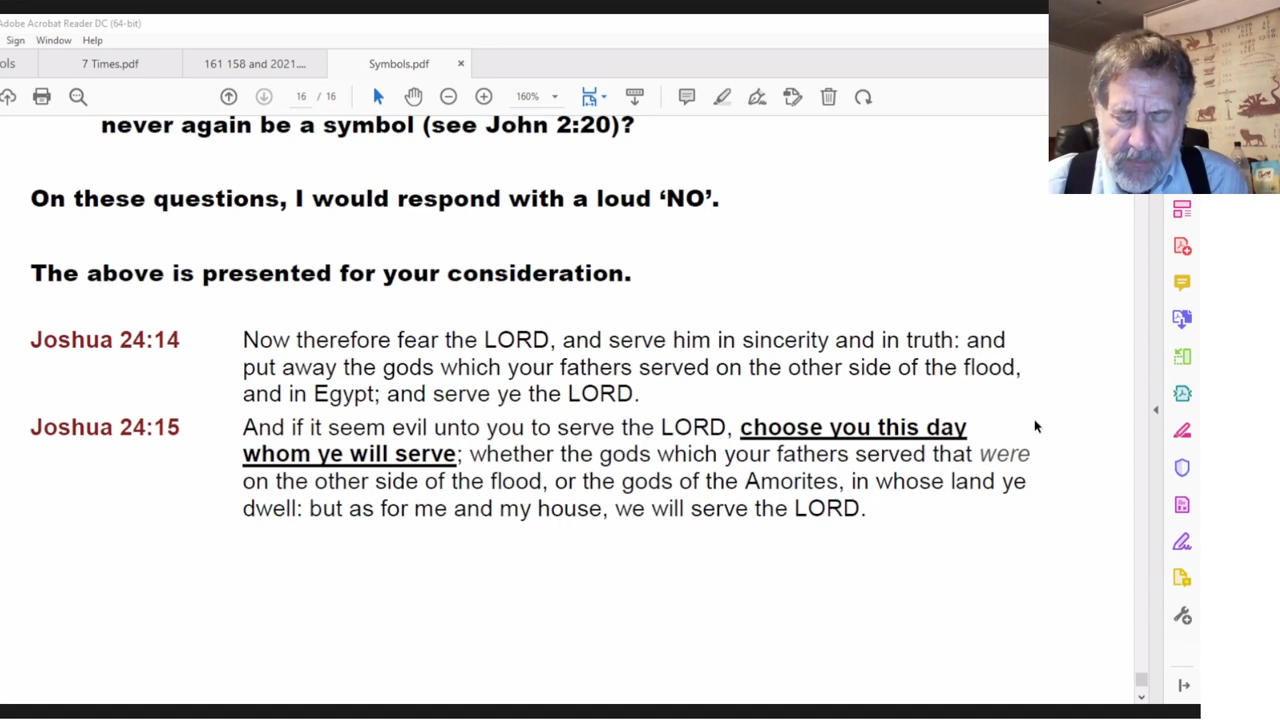 Adobe Acrobat Reader DC (64-bit)
Sign Window Help
ols 7 Times.pdf 161 158 and 2021.... Symbols.pdf ×
16 / 16 160%
never again be a symbol (see John 2:20)?
On these questions, I would respond with a loud ‘NO’.
The above is presented for your consideration.
Joshua 24:14 Now therefore fear the LORD, and serve him in sincerity and in truth: and
put away the gods which your fathers served on the other side of the flood,
and in Egypt; and serve ye the LORD.
Joshua 24:15 And if it seem evil unto you to serve the LORD, choose you this day
whom ye will serve; whether the gods which your fathers served that were
on the other side of the flood, or the gods of the Amorites, in whose land ye
dwell: but as for me and my house, we will serve the LORD.